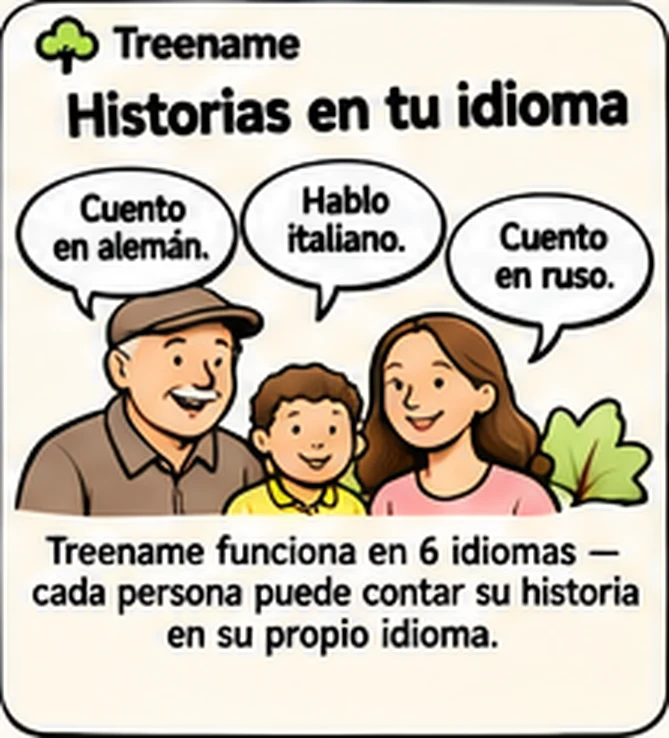 Treename
Historias en tu idioma
Cuento
en alemán.
Hablo
italiano.
Cuento
en ruso.
Treename funciona en 6 idiomas —
cada persona puede contar su historia
en su propio idioma.